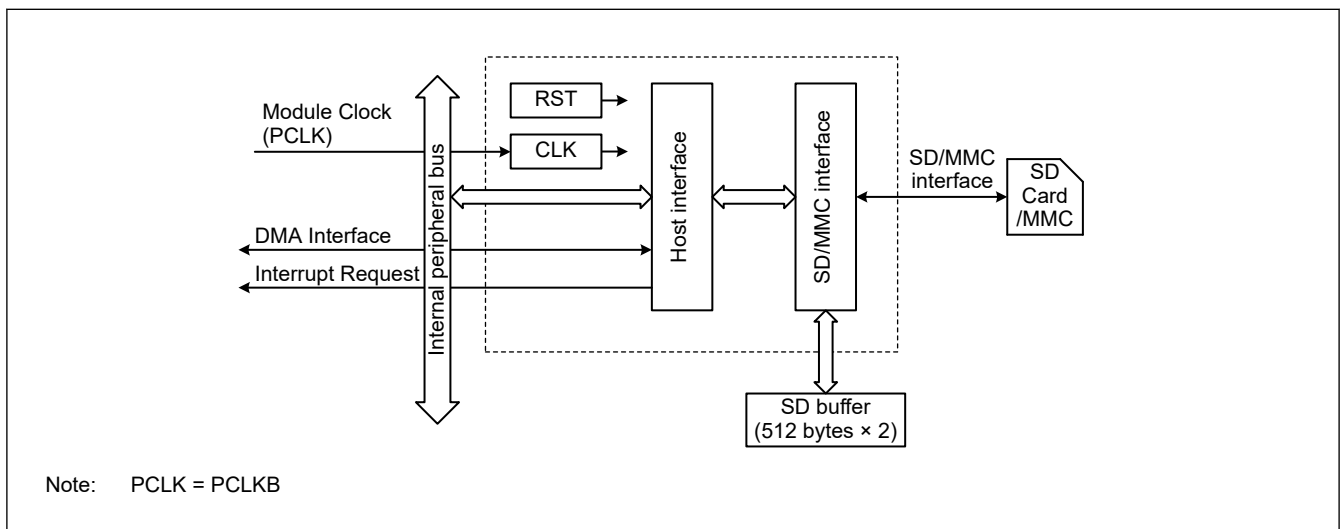 Module Clock
(PCLK)
RST
CLK
DMA Interface
Interrupt Request
Internal peripheral bus
Host interface
SD/MMC interface
SD/MMC
interface
SD
Card
/MMC
SD buffer
(512 bytes × 2)
Note: PCLK = PCLKB